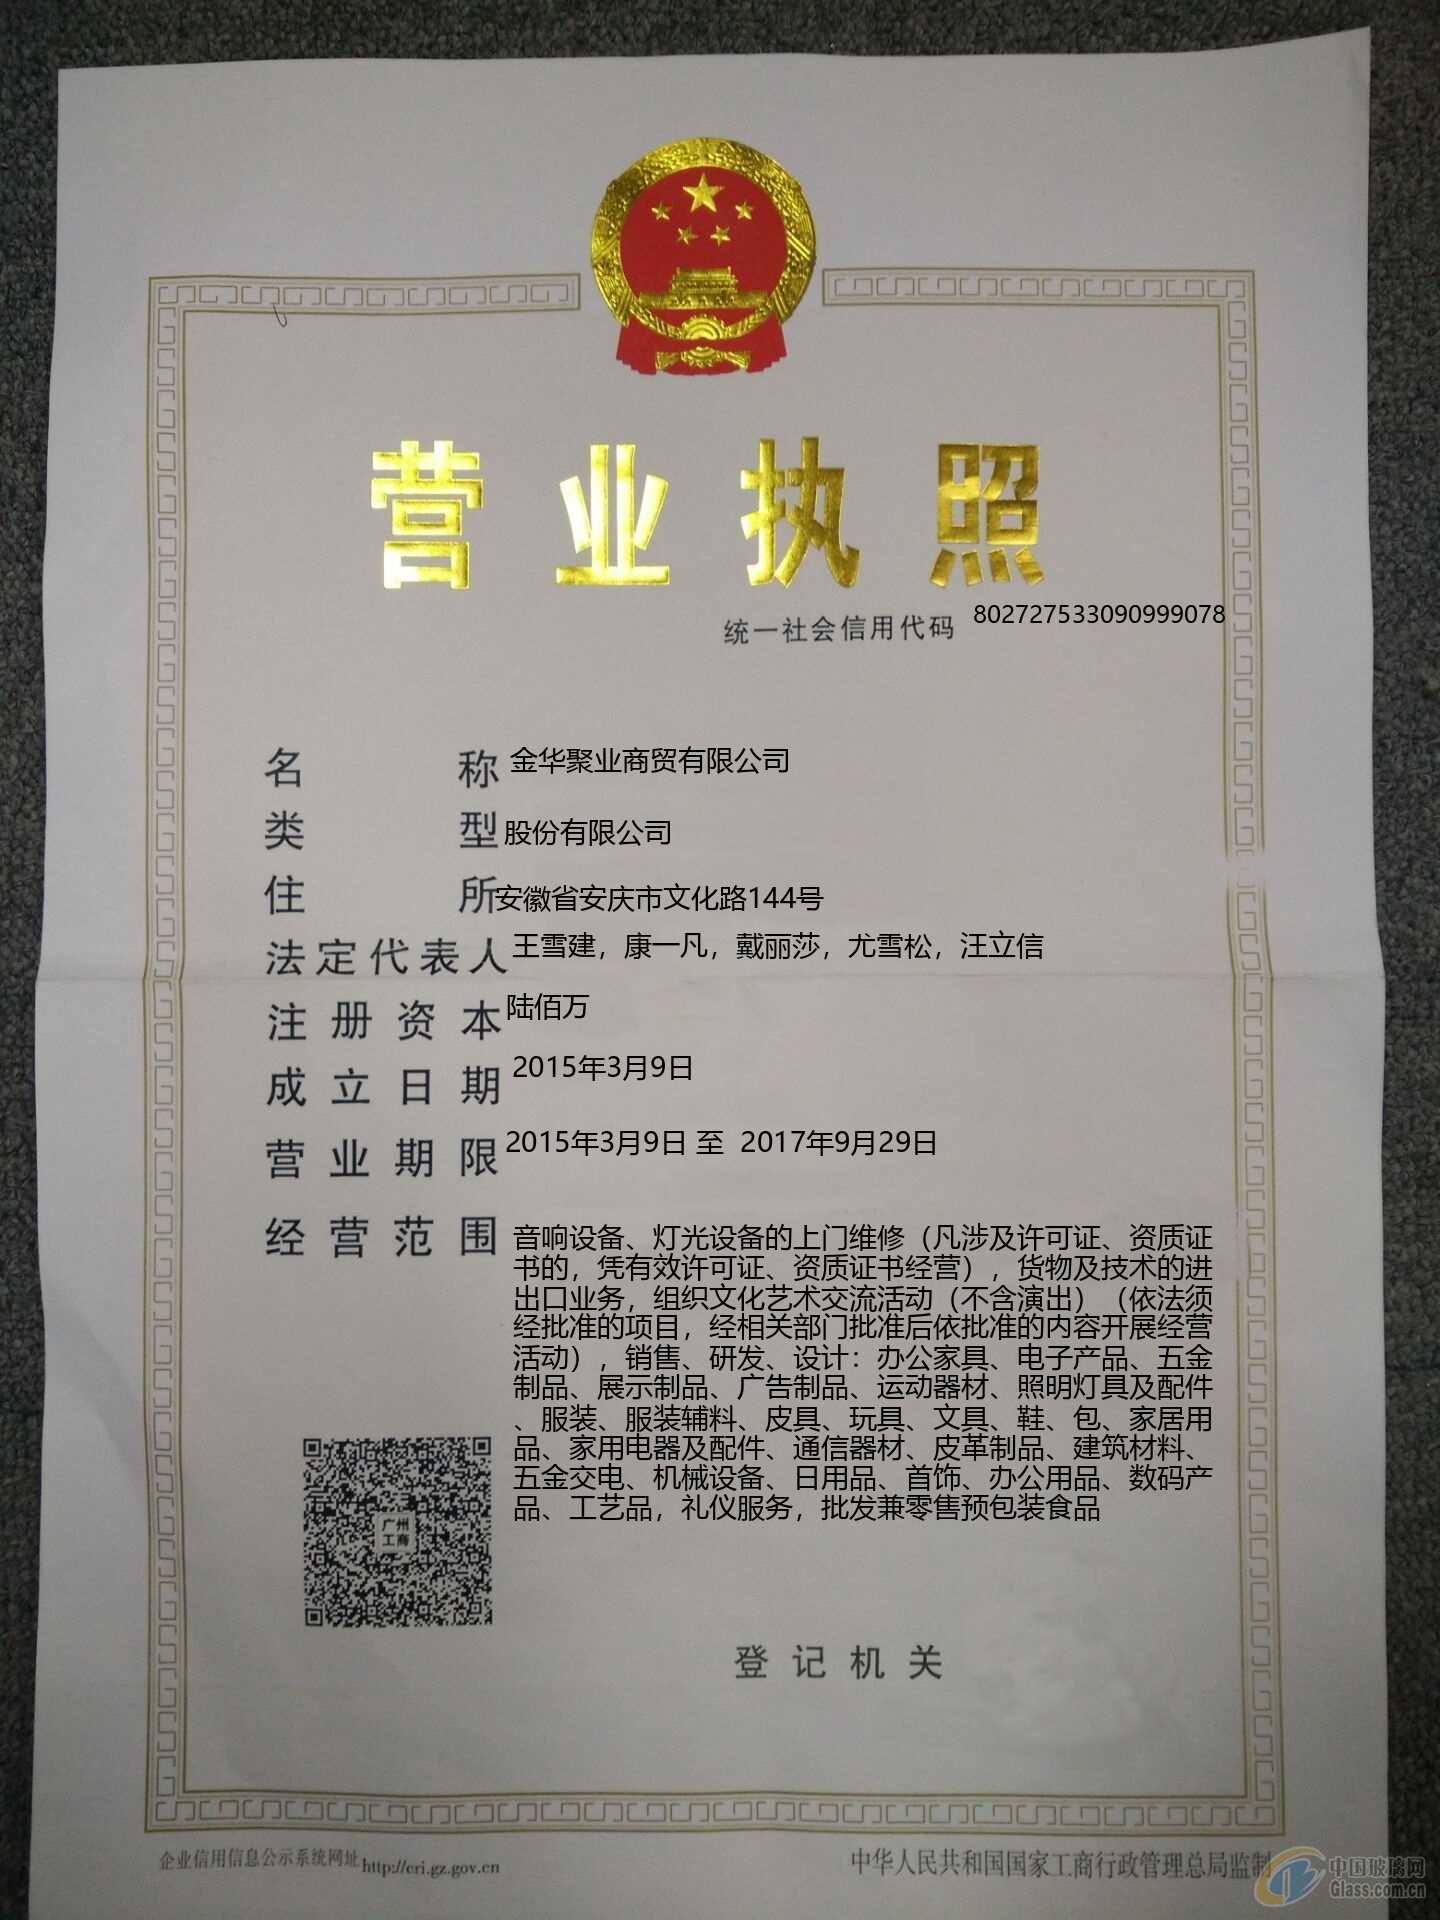 营业执照
统一社会信用代码 802727533090999078
名称 金华聚业商贸有限公司
类型 股份有限公司
住所 安徽省安庆市文化路144号
法定代表人 王雪建，康一凡，戴丽莎，尤雪松，汪立信
注册资本 陆佰万
成立日期 2015年3月9日
营业期限 2015年3月9日 至 2017年9月29日
经营范围 音响设备、灯光设备的上门维修（凡涉及许可证、资质证
书的，凭有效许可证、资质证书经营），货物及技术的进
出口业务，组织文化艺术交流活动（不含演出）（依法须
经批准的项目，经相关部门批准后依批准的内容开展经营
活动），销售、研发、设计：办公家具、电子产品、五金
制品、展示制品、广告制品、运动器材、照明灯具及配件
、服装、服装辅料、皮具、玩具、文具、鞋、包、家居用
品、家用电器及配件、通信器材、皮革制品、建筑材料、
五金交电、机械设备、日用品、首饰、办公用品、数码产
品、工艺品，礼仪服务，批发兼零售预包装食品
广州
工商
登记机关
企业信用信息公示系统网址 http://cri.gz.gov.cn
中华人民共和国国家工商行政管理总局监制
中国玻璃网
Glass.com.cn